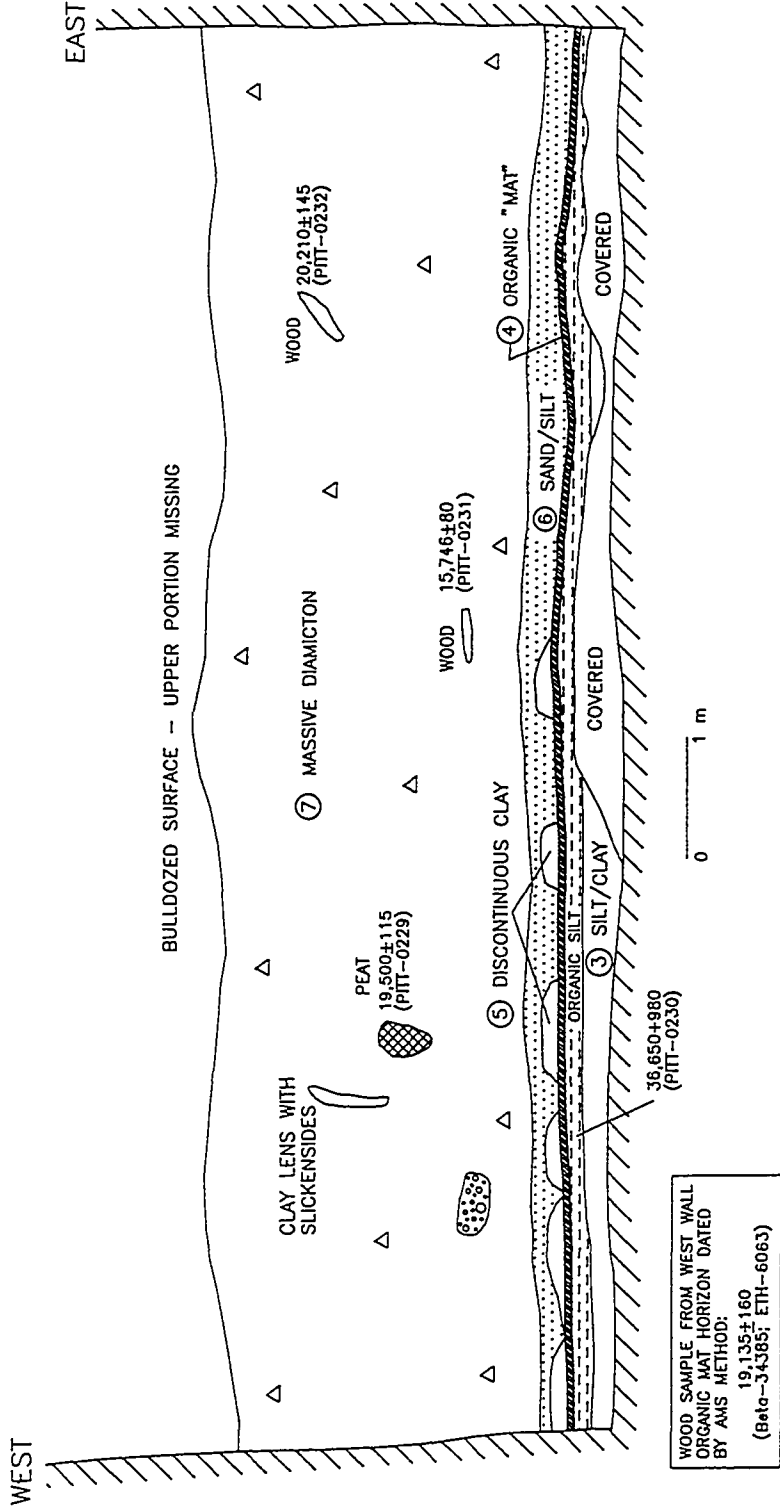 WEST
EAST
BULLDOZED SURFACE – UPPER PORTION MISSING
⑦ MASSIVE DIAMICTON
WOOD
20,210±145
(PITT–0232)
CLAY LENS WITH
SLICKENSIDES
PEAT
19,500±115
(PITT–0229)
WOOD
15,746±80
(PITT–0231)
⑤ DISCONTINUOUS CLAY
⑥ SAND/SILT
④ ORGANIC "MAT"
ORGANIC SILT
③ SILT/CLAY
COVERED
COVERED
36,650±980
(PITT–0230)
0 1 m
WOOD SAMPLE FROM WEST WALL
ORGANIC MAT HORIZON DATED
BY AMS METHOD:
19,135±160
(Beta–34385; ETH–6063)